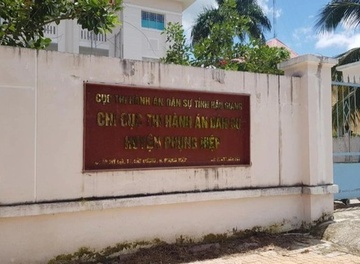 CỤC THI HÀNH ÁN DÂN SỰ TỈNH HẬU GIANG
CHI CỤC THI HÀNH ÁN DÂN SỰ
HUYỆN PHỤNG HIỆP